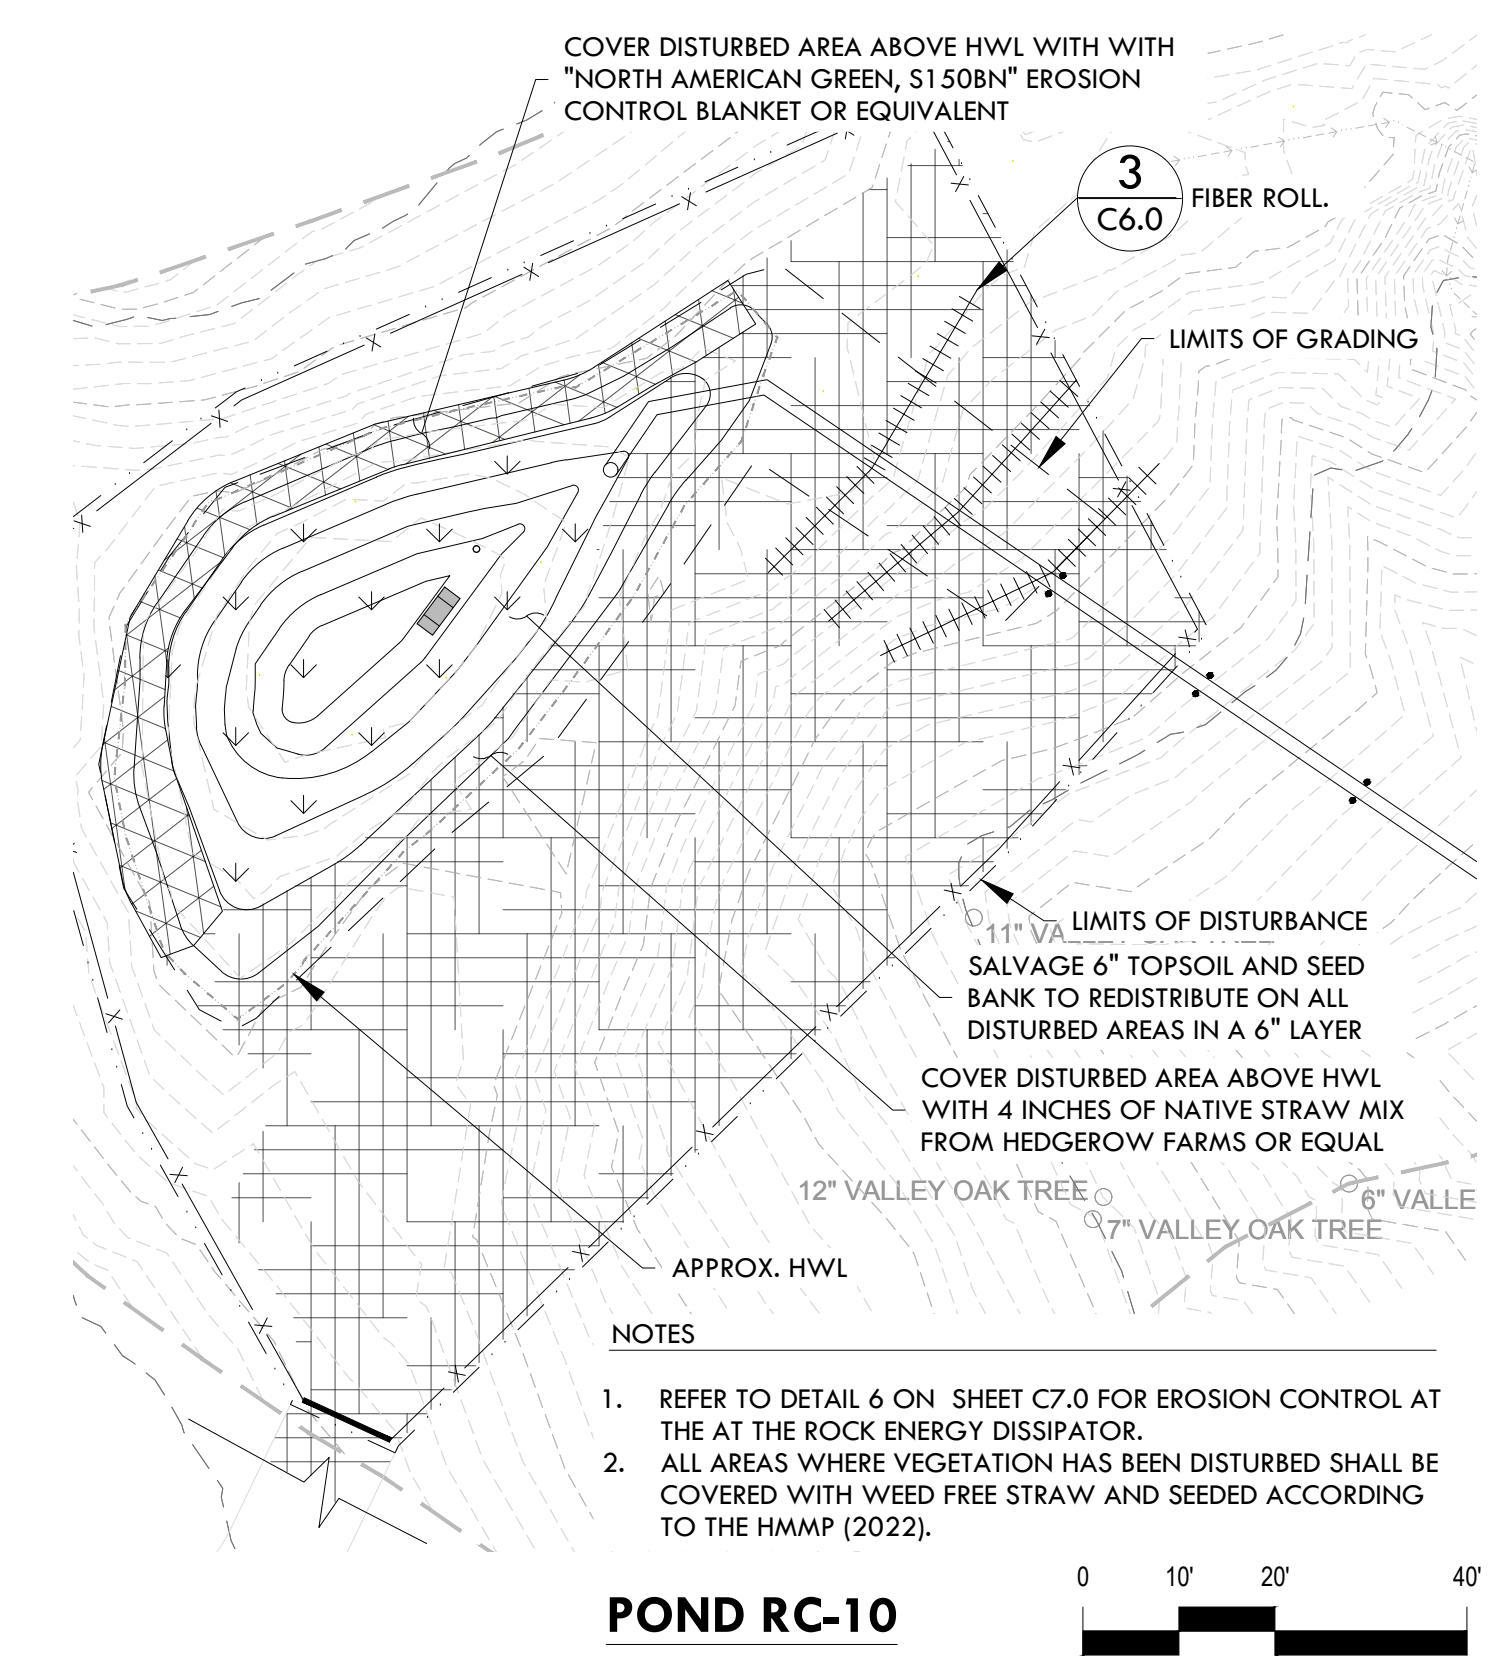 COVER DISTURBED AREA ABOVE HWL WITH WITH
"NORTH AMERICAN GREEN, S150BN" EROSION
CONTROL BLANKET OR EQUIVALENT
3
C6.0
FIBER ROLL.
LIMITS OF GRADING
LIMITS OF DISTURBANCE
11" VALLEY OAK TREE
SALVAGE 6" TOPSOIL AND SEED
BANK TO REDISTRIBUTE ON ALL
DISTURBED AREAS IN A 6" LAYER
COVER DISTURBED AREA ABOVE HWL
WITH 4 INCHES OF NATIVE STRAW MIX
FROM HEDGEROW FARMS OR EQUAL
12" VALLEY OAK TREE
6" VALLE
7" VALLEY OAK TREE
APPROX. HWL
NOTES
1. REFER TO DETAIL 6 ON SHEET C7.0 FOR EROSION CONTROL AT
THE AT THE ROCK ENERGY DISSIPATOR.
2. ALL AREAS WHERE VEGETATION HAS BEEN DISTURBED SHALL BE
COVERED WITH WEED FREE STRAW AND SEEDED ACCORDING
TO THE HMMP (2022).
POND RC-10
0 10' 20' 40'